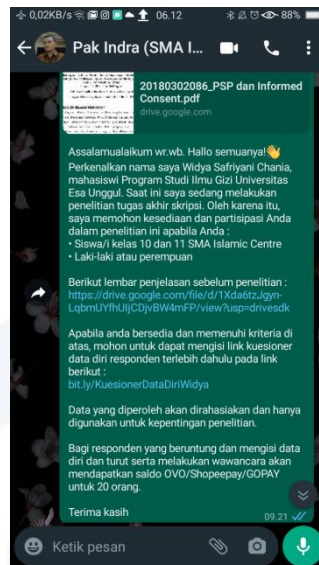 0,02KB/s
06.12
88%
Pak Indra (SMA I...
20180302086_PSP dan Informed
Consent.pdf
drive.google.com
Assalamualaikum wr.wb. Hallo semuanya!👋
Perkenalkan nama saya Widya Safriyani Chania,
mahasiswi Program Studi Ilmu Gizi Universitas
Esa Unggul. Saat ini saya sedang melakukan
penelitian tugas akhir skripsi. Oleh karena itu,
saya memohon kesediaan dan partisipasi Anda
dalam penelitian ini apabila Anda :
• Siswa/i kelas 10 dan 11 SMA Islamic Centre
• Laki-laki atau perempuan
Berikut lembar penjelasan sebelum penelitian :
https://drive.google.com/file/d/1Xda6tzJgyn-
LqbmUYfhUljCDjvBW4mFP/view?usp=drivesdk
Apabila anda bersedia dan memenuhi kriteria di
atas, mohon untuk dapat mengisi link kuesioner
data diri responden terlebih dahulu pada link
berikut :
bit.ly/KuesionerDataDiriWidya
Data yang diperoleh akan dirahasiakan dan hanya
digunakan untuk kepentingan penelitian.
Bagi responden yang beruntung dan mengisi data
diri dan turut serta melakukan wawancara akan
mendapatkan saldo OVO/Shopeepay/GOPAY
untuk 20 orang.
Terima kasih
09.21
Ketik pesan